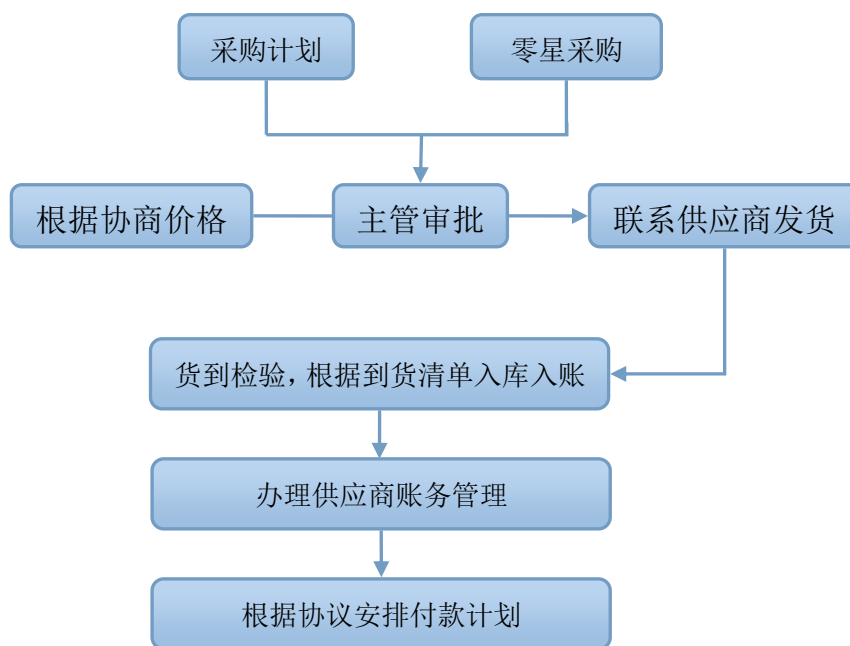 采购计划
零星采购
根据协商价格
主管审批
联系供应商发货
货到检验，根据到货清单入库入账
办理供应商账务管理
根据协议安排付款计划